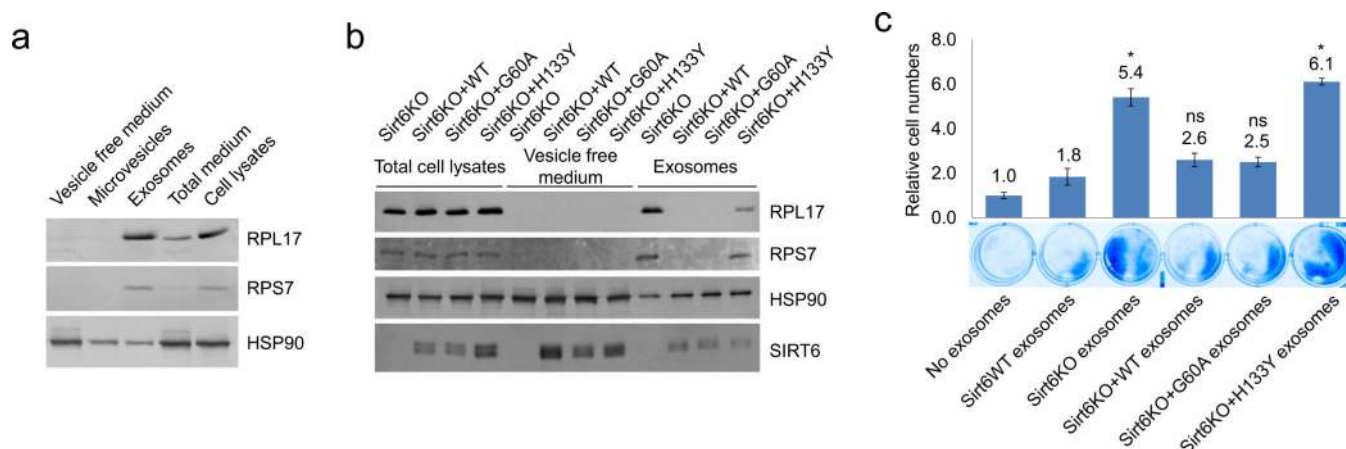 a
Vesicle free medium
Microvesicles
Exosomes
Total medium
Cell lysates
RPL17
RPS7
HSP90
b
Sirt6KO
Sirt6KO+WT
Sirt6KO+G60A
Sirt6KO+H133Y
Sirt6KO
Sirt6KO+WT
Sirt6KO+G60A
Sirt6KO+H133Y
Sirt6KO
Sirt6KO+WT
Sirt6KO+G60A
Sirt6KO+H133Y
Total cell lysates
Vesicle free
medium
Exosomes
RPL17
RPS7
HSP90
SIRT6
c
Relative cell numbers
8.0
6.0
4.0
2.0
0.0
1.0
1.8
*
5.4
ns
2.6
ns
2.5
*
6.1
No exosomes
Sirt6WT exosomes
Sirt6KO exosomes
Sirt6KO+WT exosomes
Sirt6KO+G60A exosomes
Sirt6KO+H133Y exosomes